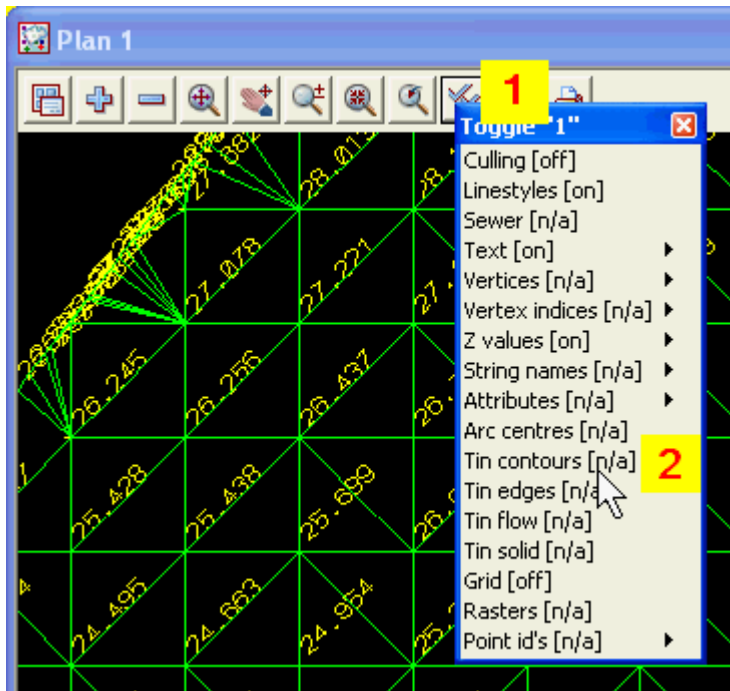 Plan 1
1
Toggle "1"
Culling [off]
Linestyles [on]
Sewer [n/a]
Text [on]
Vertices [n/a]
Vertex indices [n/a]
Z values [on]
String names [n/a]
Attributes [n/a]
Arc centres [n/a]
Tin contours [n/a]
2
Tin edges [n/a
Tin flow [n/a]
Tin solid [n/a]
Grid [off]
Rasters [n/a]
Point id's [n/a]
28.013
27.078
27.221
26.245
26.256
26.437
25.428
25.438
25.699
24.495
24.663
24.954